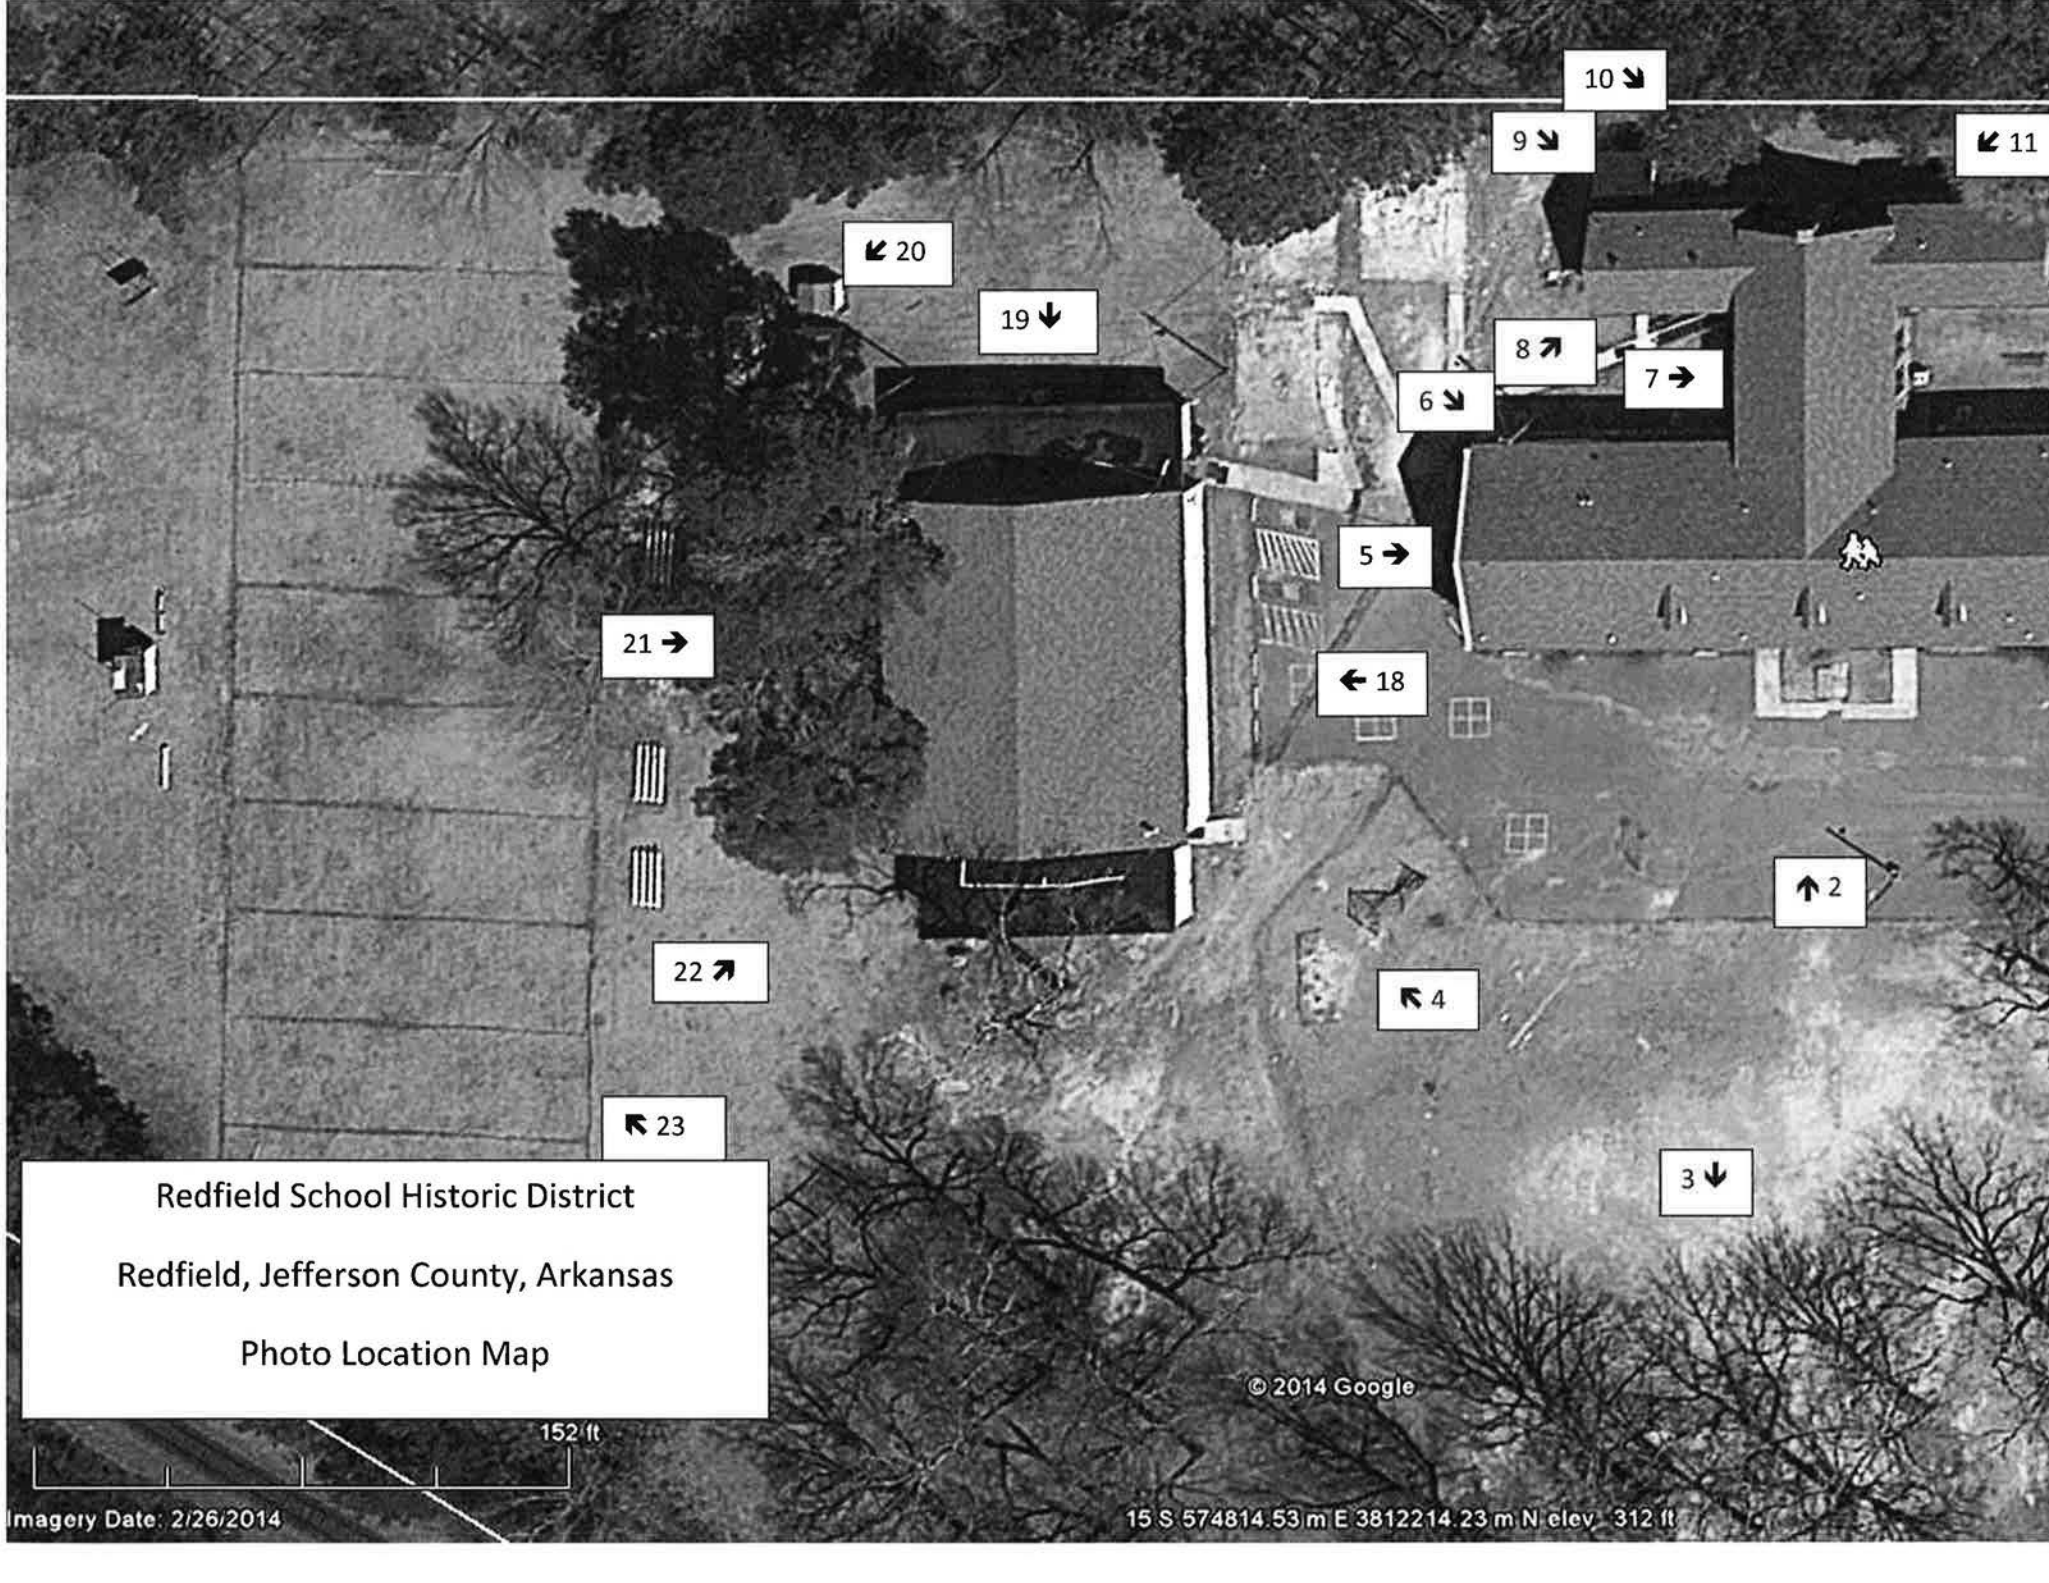 10 ↘
9 ↘
↙ 11
↙ 20
19 ↓
8 ↗
7 →
6 ↘
5 →
21 →
← 18
↑ 2
22 ↗
↖ 4
↖ 23
3 ↓
Redfield School Historic District
Redfield, Jefferson County, Arkansas
Photo Location Map
© 2014 Google
152 ft
Imagery Date: 2/26/2014
15 S 574814.53 m E 3812214.23 m N elev 312 ft